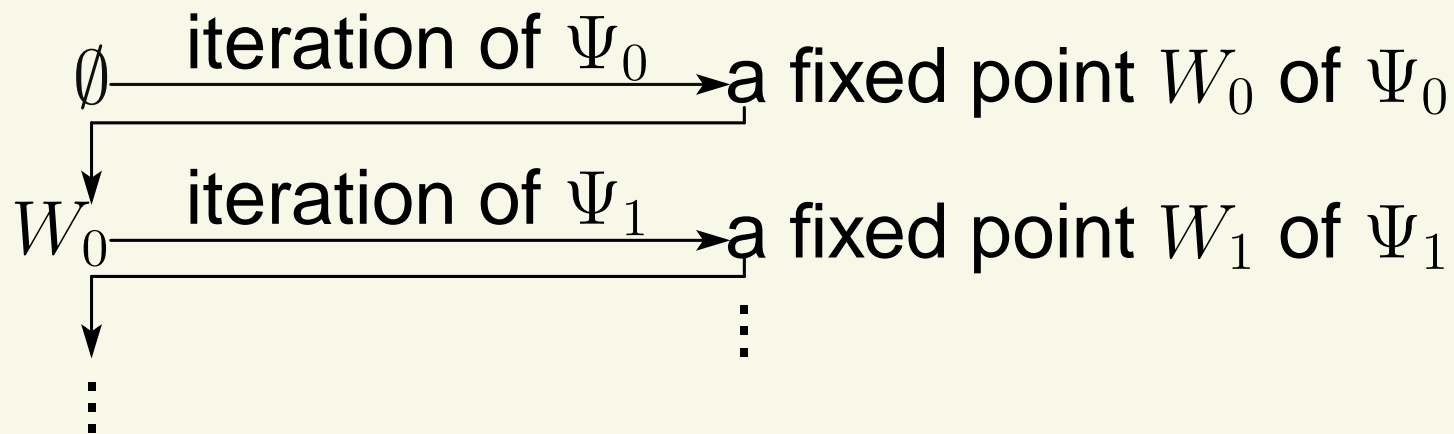 ∅ iteration of Ψ₀ a fixed point W₀ of Ψ₀
W₀ iteration of Ψ₁ a fixed point W₁ of Ψ₁
⋮
⋮